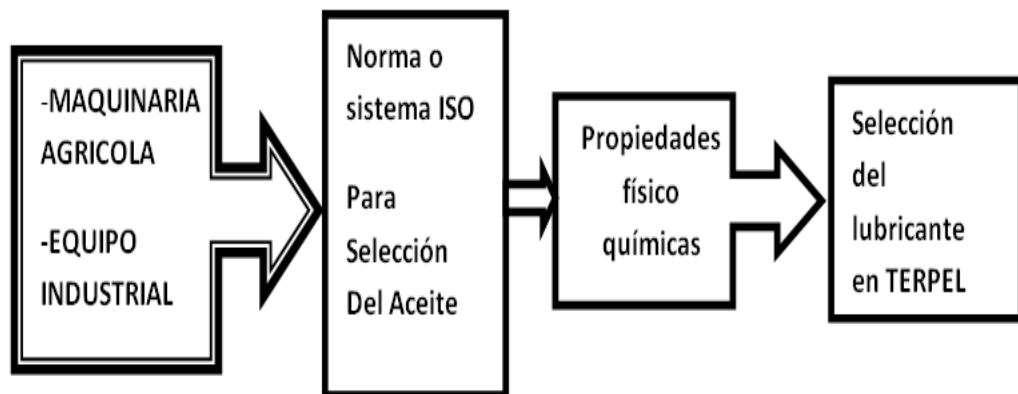 -MAQUINARIA
AGRICOLA
-EQUIPO
INDUSTRIAL
Norma o
sistema ISO
Para
Selección
Del Aceite
Propiedades
físico
químicas
Selección
del
lubricante
en TERPEL